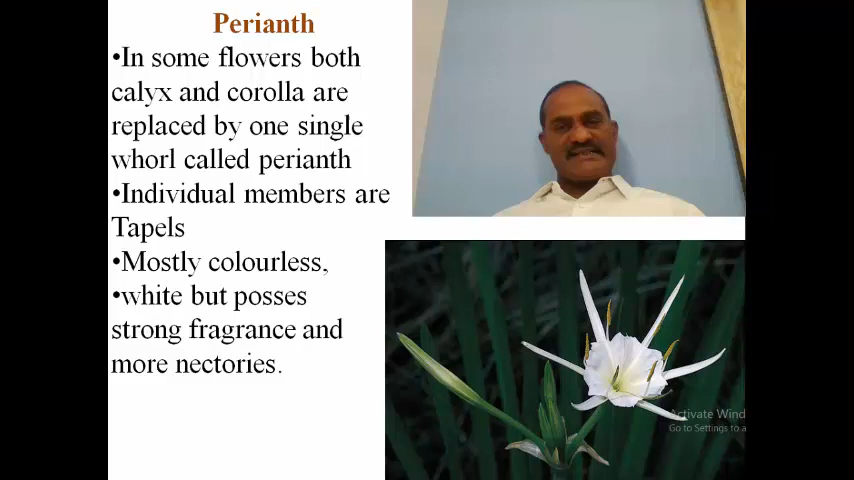 Perianth
•In some flowers both
calyx and corolla are
replaced by one single
whorl called perianth
•Individual members are
Tapels
•Mostly colourless,
•white but posses
strong fragrance and
more nectories.
Activate Wind
Go to Settings to a